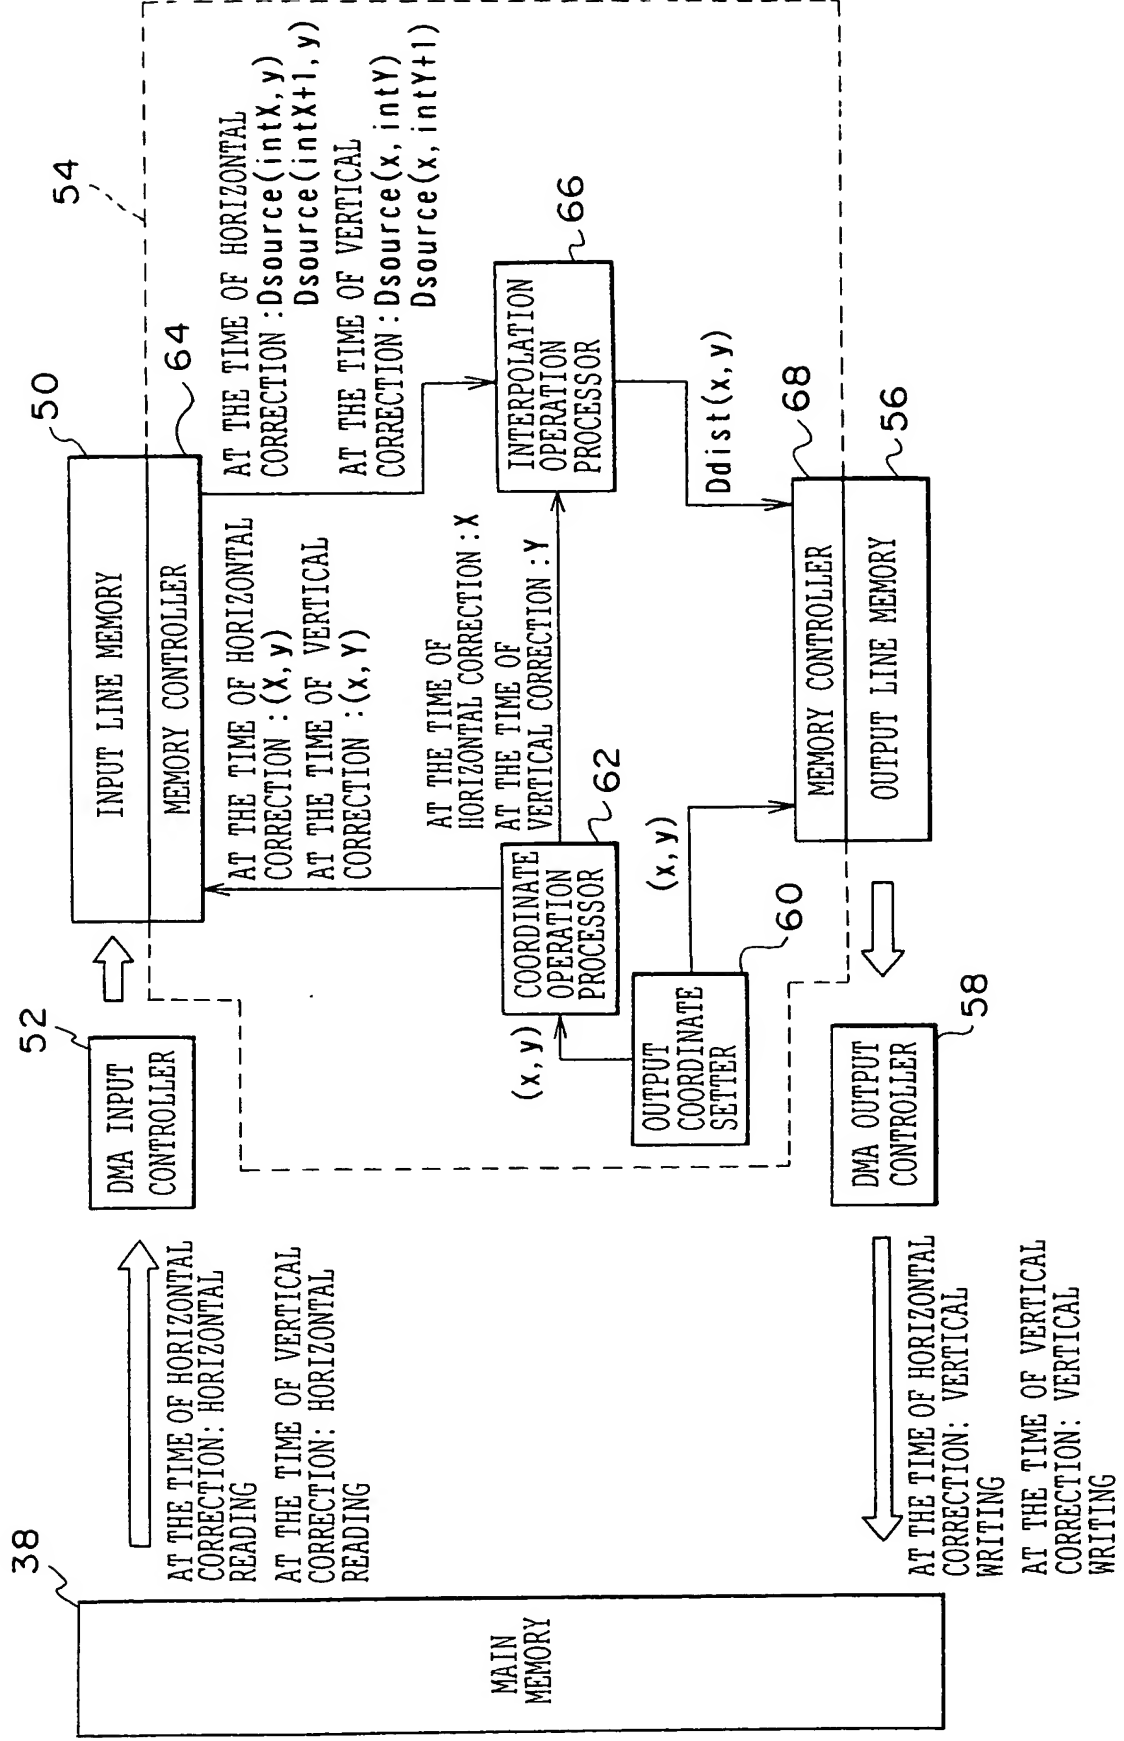 38
MAIN
MEMORY
AT THE TIME OF HORIZONTAL
CORRECTION: HORIZONTAL
READING
AT THE TIME OF VERTICAL
CORRECTION: HORIZONTAL
READING
52
DMA INPUT
CONTROLLER
50
INPUT LINE MEMORY
MEMORY CONTROLLER
64
54
AT THE TIME OF HORIZONTAL
CORRECTION :(X,y)
AT THE TIME OF VERTICAL
CORRECTION :(x,Y)
AT THE TIME OF HORIZONTAL
CORRECTION :Dsource(intX,y)
Dsource(intX+1,y)
AT THE TIME OF VERTICAL
CORRECTION :Dsource(x,intY)
Dsource(x,intY+1)
AT THE TIME OF
HORIZONTAL CORRECTION :X
AT THE TIME OF
VERTICAL CORRECTION :Y
(x,y)
COORDINATE
OPERATION
PROCESSOR
62
INTERPOLATION
OPERATION
PROCESSOR
66
OUTPUT
COORDINATE
SETTER
60
(x,y)
Ddist(x,y)
MEMORY CONTROLLER
68
OUTPUT LINE MEMORY
56
DMA OUTPUT
CONTROLLER
58
AT THE TIME OF HORIZONTAL
CORRECTION: VERTICAL
WRITING
AT THE TIME OF VERTICAL
CORRECTION: VERTICAL
WRITING